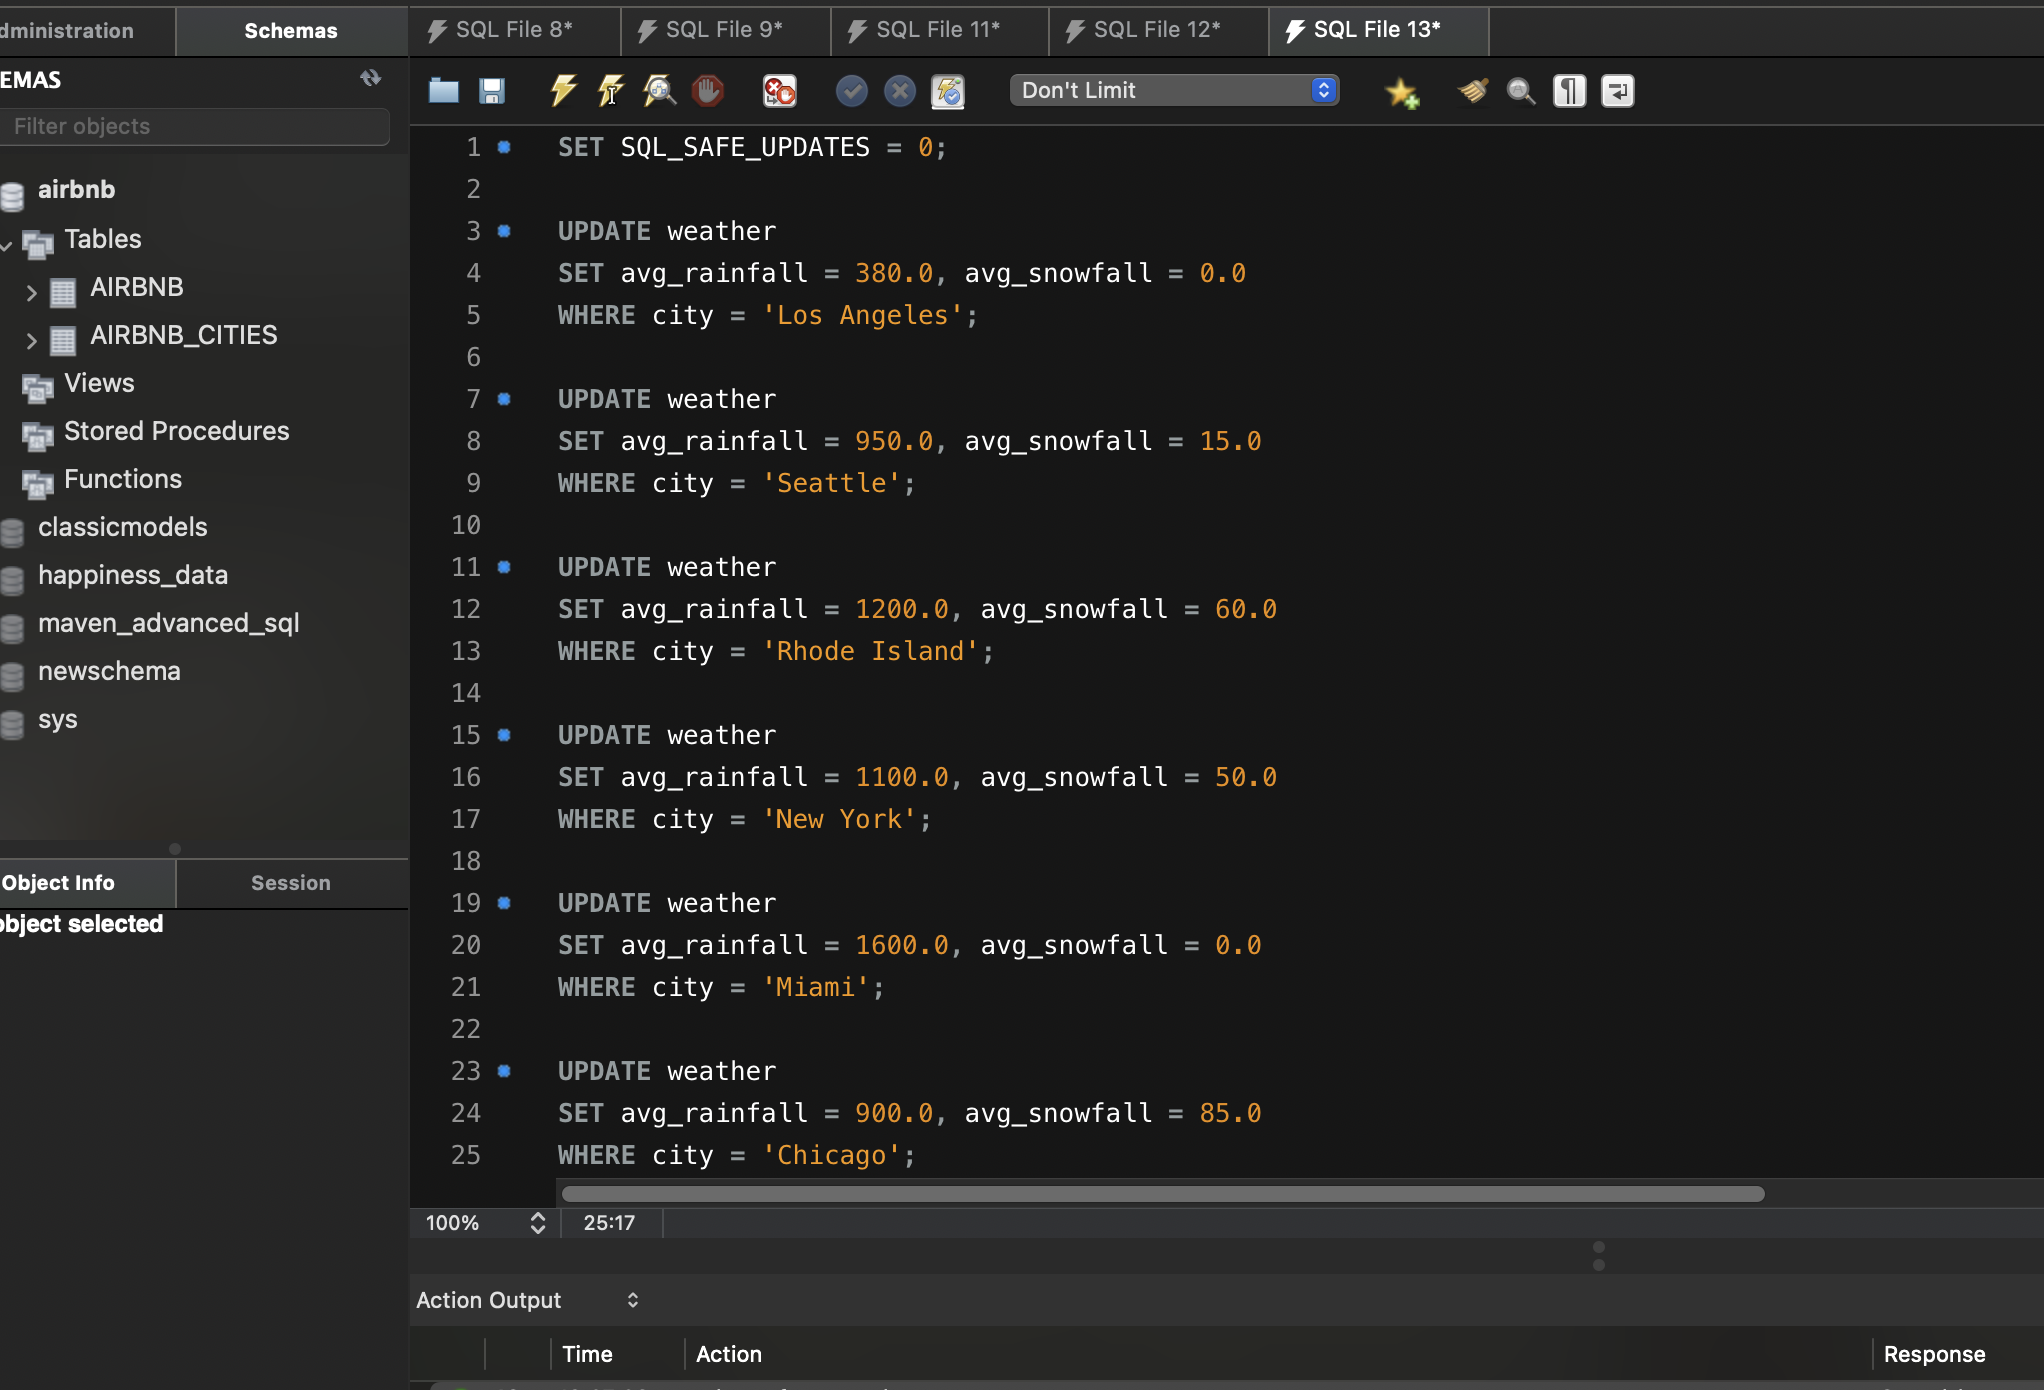 dministration
Schemas
SQL File 8*
SQL File 9*
SQL File 11*
SQL File 12*
SQL File 13*
EMAS
Filter objects
Don't Limit
airbnb
Tables
AIRBNB
AIRBNB_CITIES
Views
Stored Procedures
Functions
classicmodels
happiness_data
maven_advanced_sql
newschema
sys
Object Info
Session
object selected
1 SET SQL_SAFE_UPDATES = 0;
2
3 UPDATE weather
4 SET avg_rainfall = 380.0, avg_snowfall = 0.0
5 WHERE city = 'Los Angeles';
6
7 UPDATE weather
8 SET avg_rainfall = 950.0, avg_snowfall = 15.0
9 WHERE city = 'Seattle';
10
11 UPDATE weather
12 SET avg_rainfall = 1200.0, avg_snowfall = 60.0
13 WHERE city = 'Rhode Island';
14
15 UPDATE weather
16 SET avg_rainfall = 1100.0, avg_snowfall = 50.0
17 WHERE city = 'New York';
18
19 UPDATE weather
20 SET avg_rainfall = 1600.0, avg_snowfall = 0.0
21 WHERE city = 'Miami';
22
23 UPDATE weather
24 SET avg_rainfall = 900.0, avg_snowfall = 85.0
25 WHERE city = 'Chicago';
100%
25:17
Action Output
Time
Action
Response